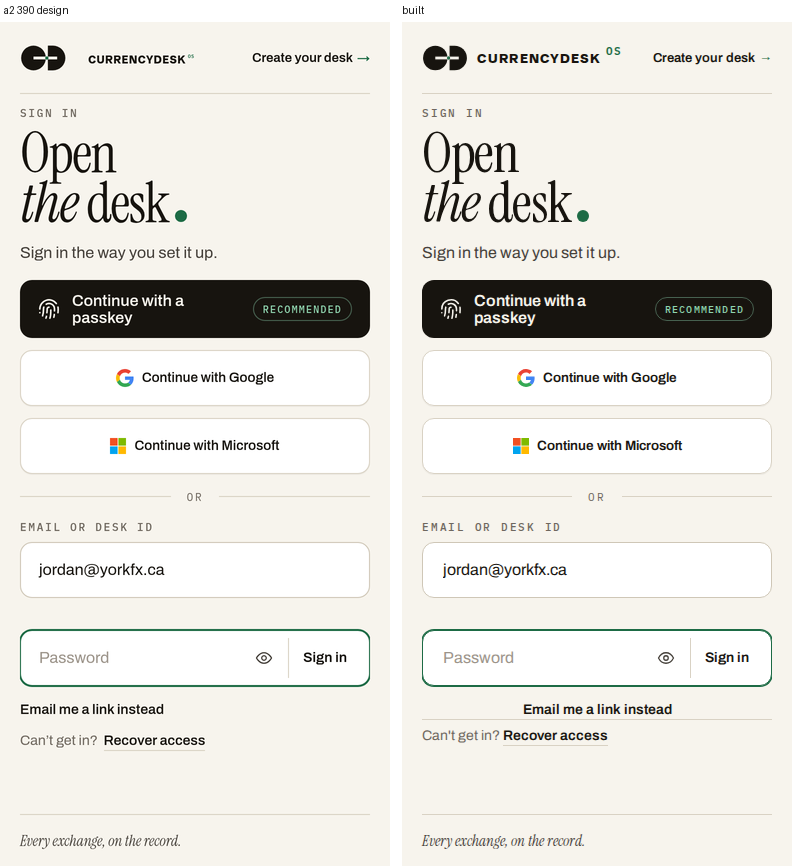 a2 390 design
CURRENCYDESK OS
Create your desk →
SIGN IN
Open
the desk.
Sign in the way you set it up.
Continue with a
passkey
RECOMMENDED
Continue with Google
Continue with Microsoft
OR
EMAIL OR DESK ID
jordan@yorkfx.ca
Password
Sign in
Email me a link instead
Can’t get in? Recover access
Every exchange, on the record.
built
CURRENCYDESK OS
Create your desk →
SIGN IN
Open
the desk.
Sign in the way you set it up.
Continue with a
passkey
RECOMMENDED
Continue with Google
Continue with Microsoft
OR
EMAIL OR DESK ID
jordan@yorkfx.ca
Password
Sign in
Email me a link instead
Can't get in? Recover access
Every exchange, on the record.